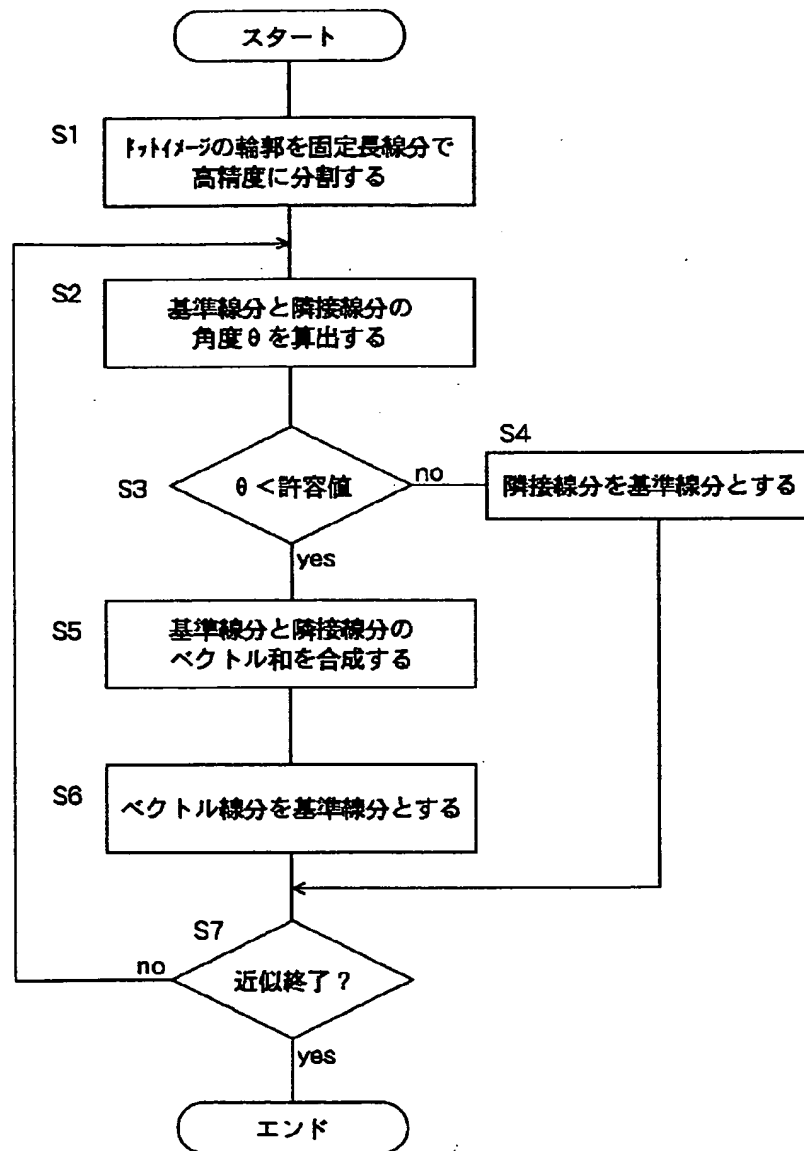 スタート
S1
ドットイメージの輪郭を固定長線分で
高精度に分割する
S2
基準線分と隣接線分の
角度θを算出する
S3
θ<許容値
no
S4
隣接線分を基準線分とする
yes
S5
基準線分と隣接線分の
ベクトル和を合成する
S6
ベクトル線分を基準線分とする
S7
近似終了?
no
yes
エンド